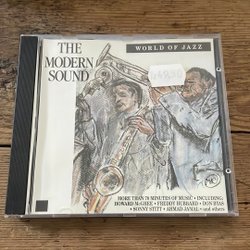 WORLD OF JAZZ
THE
MODERN
SOUND
MORE THAN 70 MINUTES OF MUSIC • INCLUDING:
HOWARD McGHEE • FREDDY HUBBARD • DON BYAS
• SONNY STITT • AHMAD JAMAL • and others